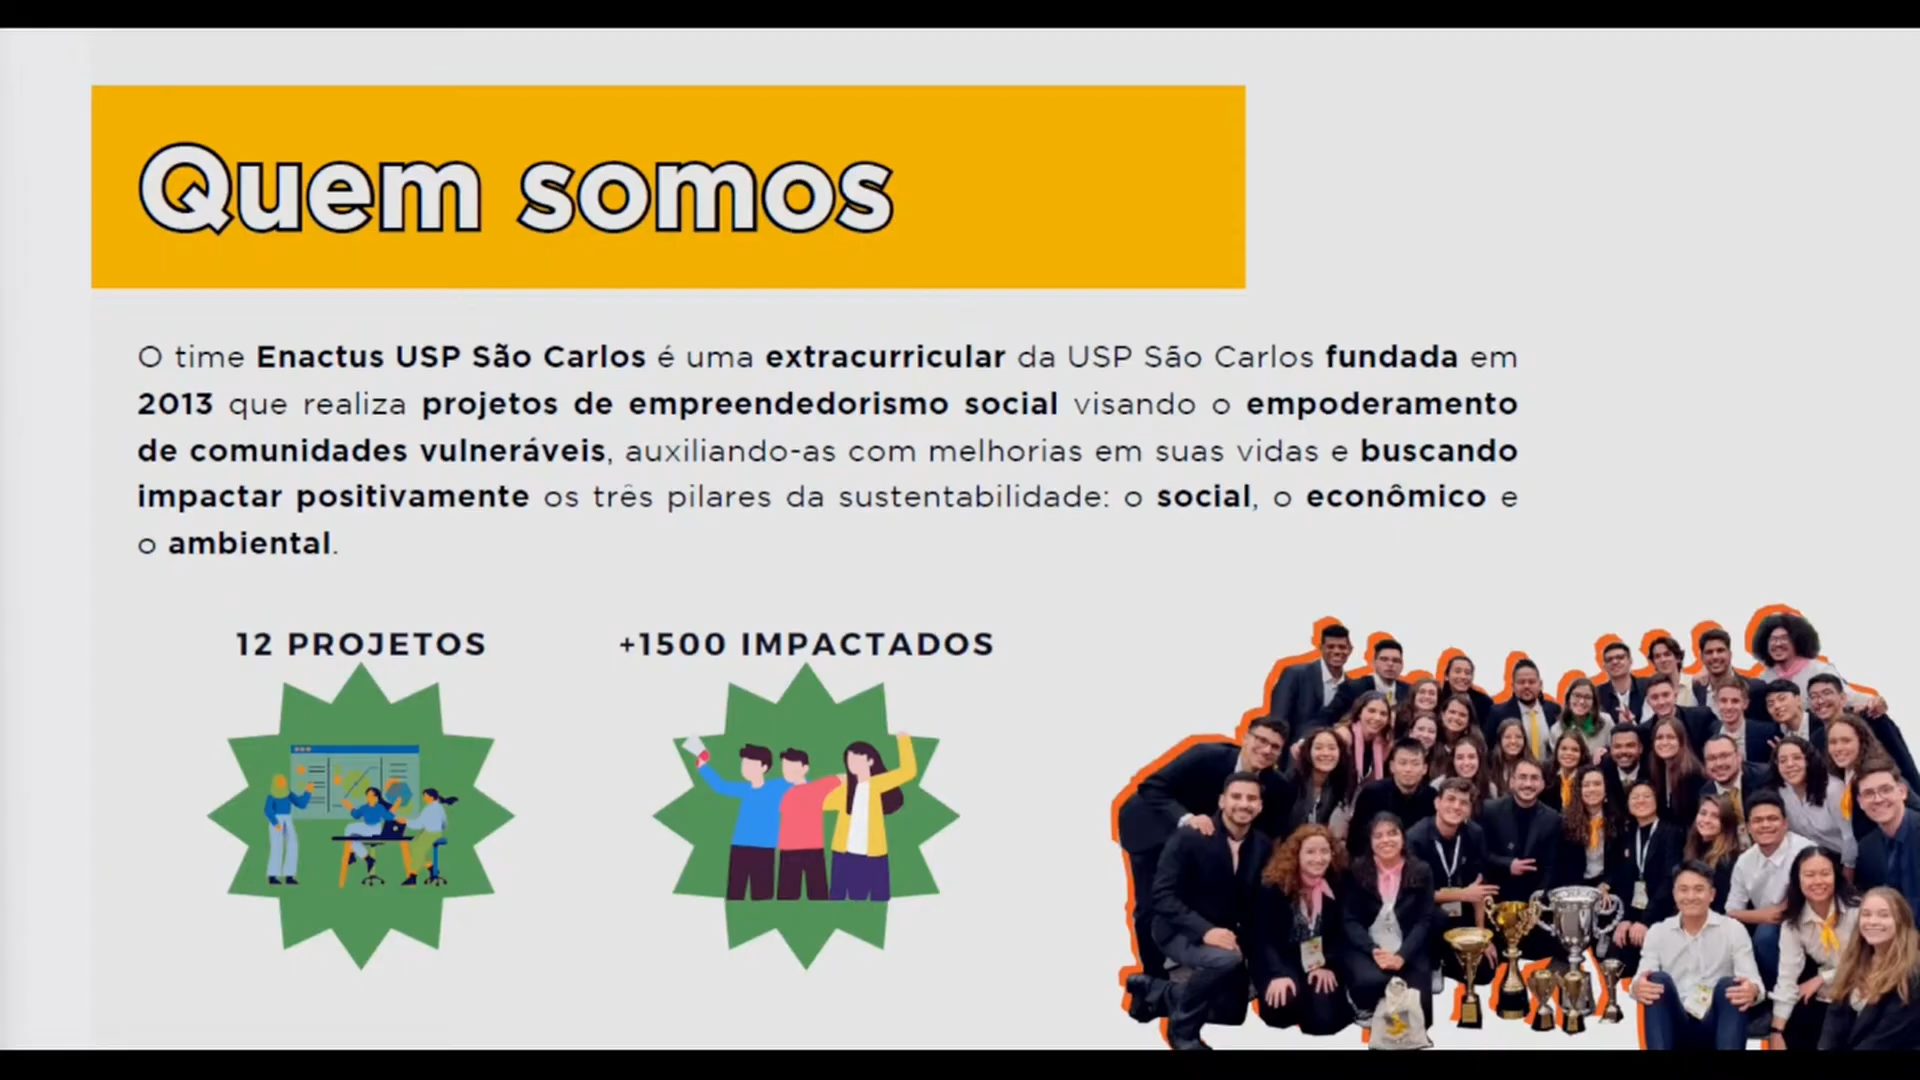 Quem somos
O time Enactus USP São Carlos é uma extracurricular da USP São Carlos fundada em
2013 que realiza projetos de empreendedorismo social visando o empoderamento
de comunidades vulneráveis, auxiliando-as com melhorias em suas vidas e buscando
impactar positivamente os três pilares da sustentabilidade: o social, o econômico e
o ambiental.
12 PROJETOS
+1500 IMPACTADOS